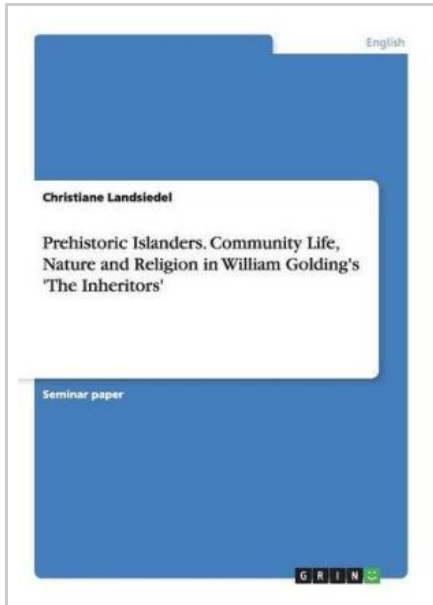 English
Christiane Landsiedel
Prehistoric Islanders. Community Life,
Nature and Religion in William Golding's
'The Inheritors'
Seminar paper
GRIN